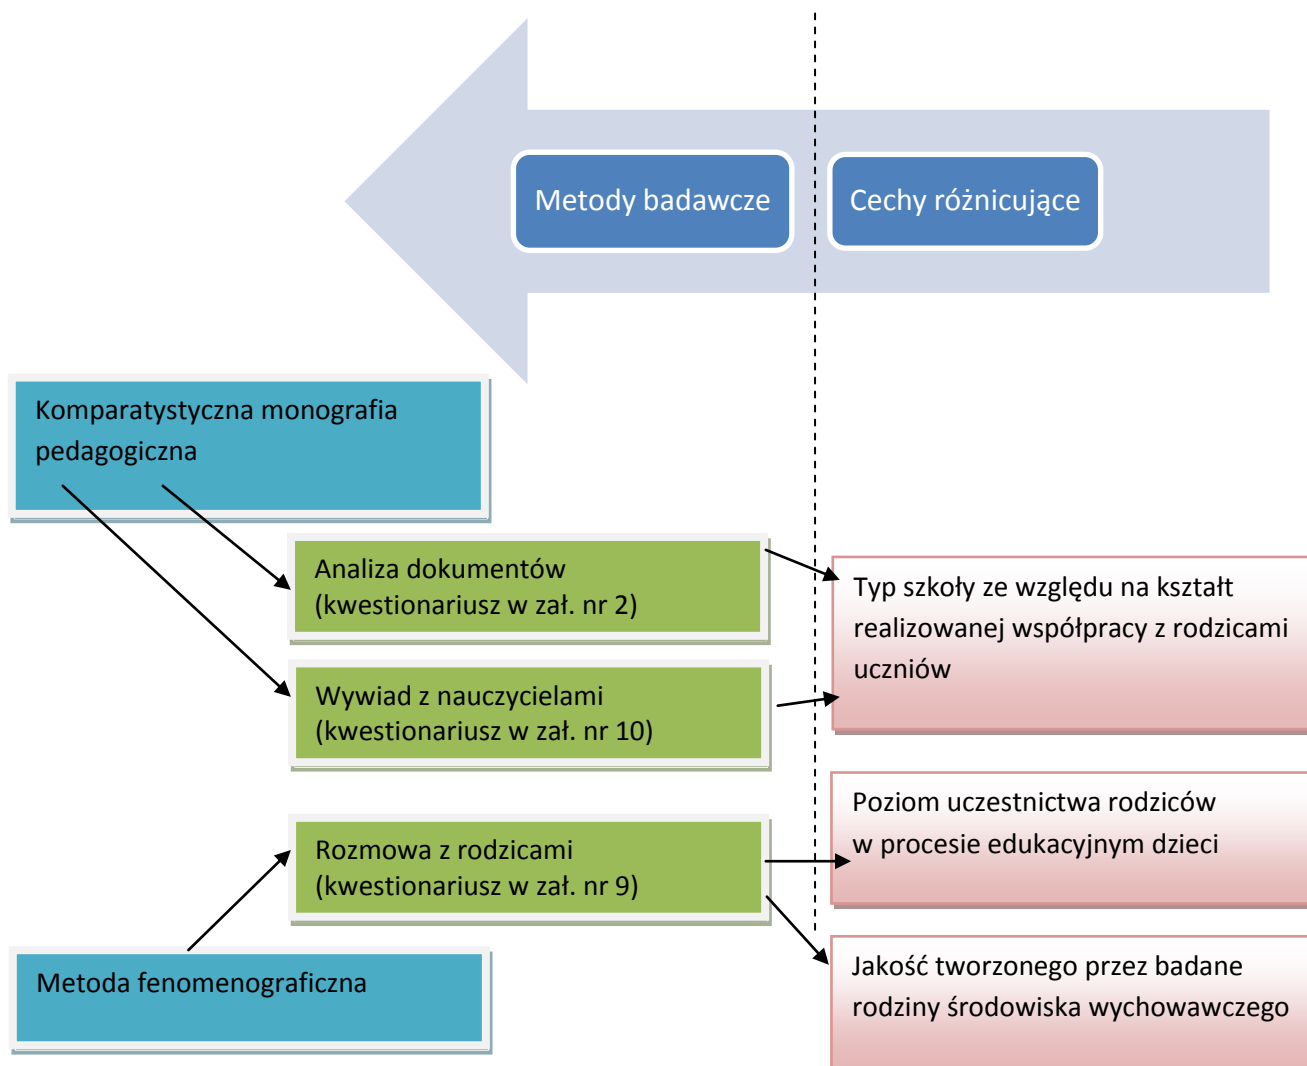 Metody badawcze
Cechy różnicujące
Komparatystyczna monografia
pedagogiczna
Analiza dokumentów
(kwestionariusz w zał. nr 2)
Typ szkoły ze względu na kształt
realizowanej współpracy z rodzicami
uczniów
Wywiad z nauczycielami
(kwestionariusz w zał. nr 10)
Poziom uczestnictwa rodziców
w procesie edukacyjnym dzieci
Rozmowa z rodzicami
(kwestionariusz w zał. nr 9)
Metoda fenomenograficzna
Jakość tworzonego przez badane
rodziny środowiska wychowawczego